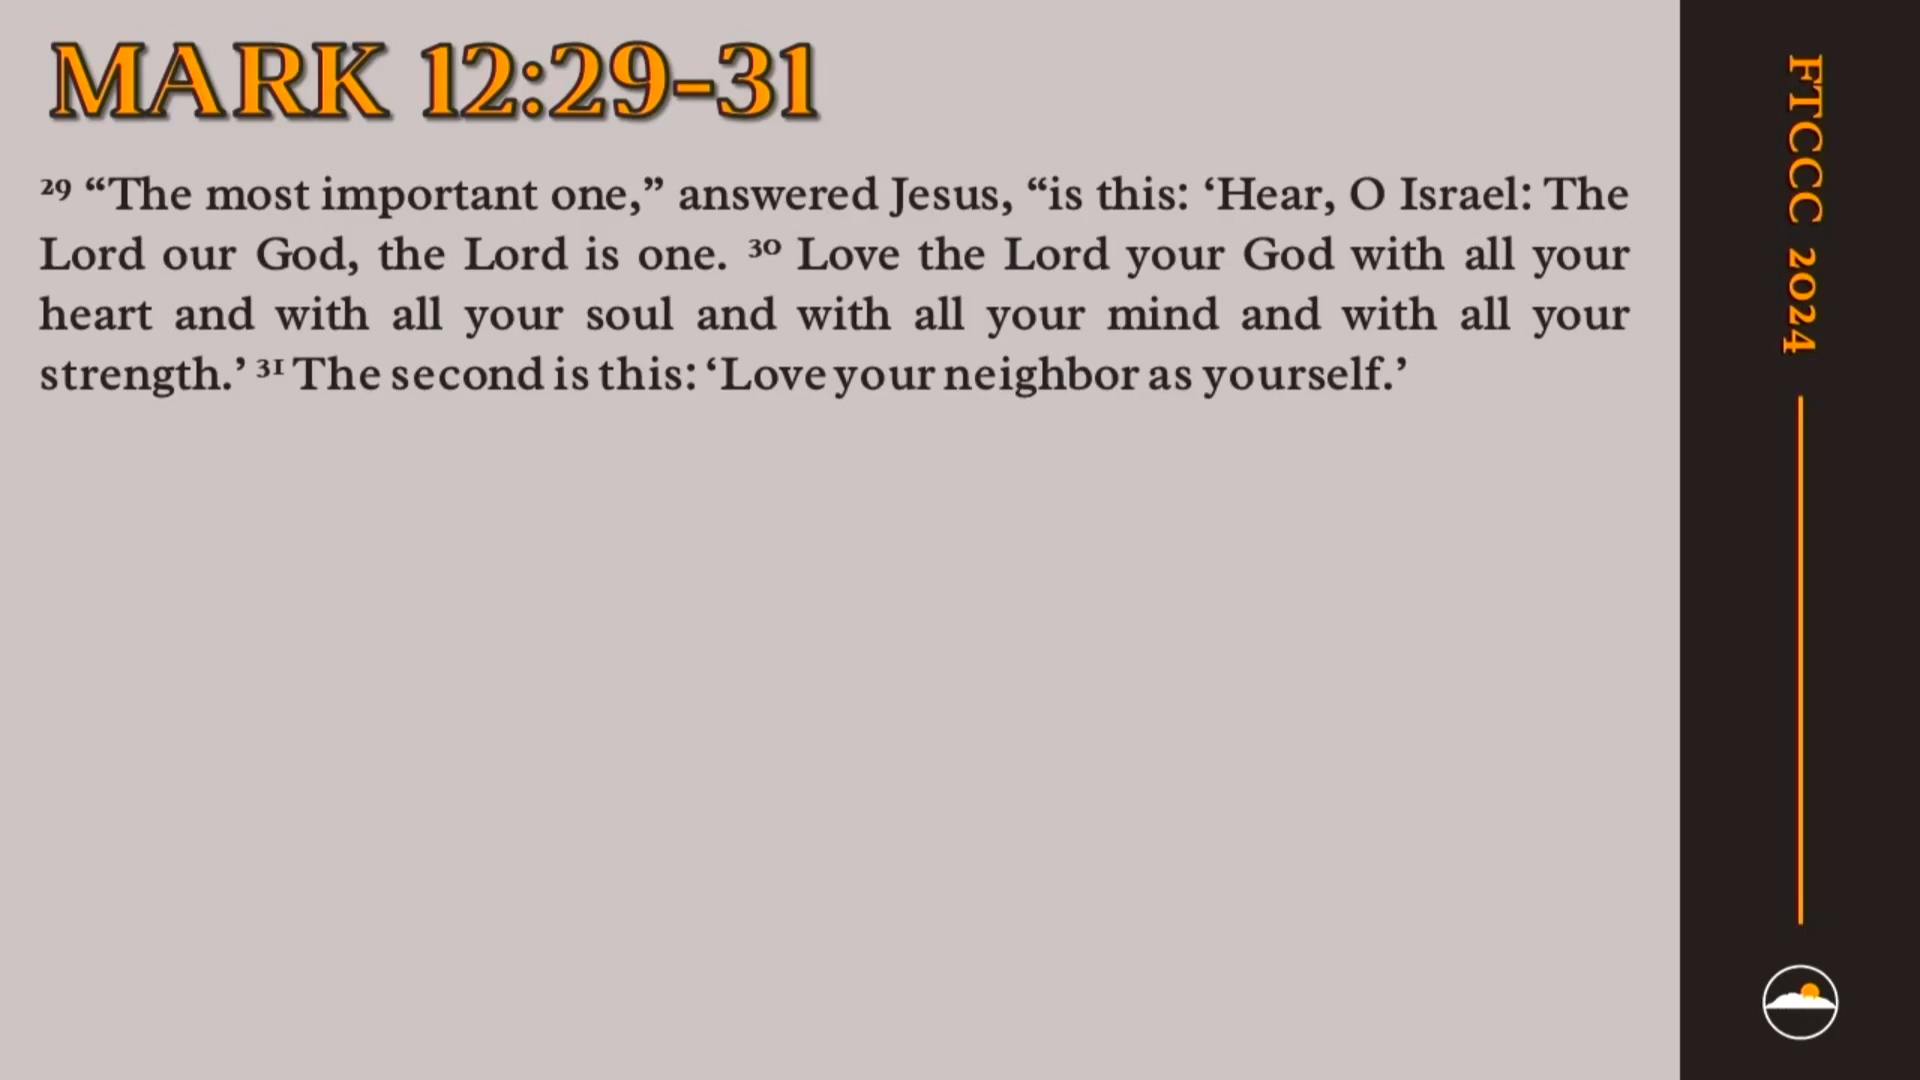 MARK 12:29-31
²⁹ “The most important one,” answered Jesus, “is this: ‘Hear, O Israel: The
Lord our God, the Lord is one. ³⁰ Love the Lord your God with all your
heart and with all your soul and with all your mind and with all your
strength.’ ³¹ The second is this: ‘Love your neighbor as yourself.’
FTCCC 2024